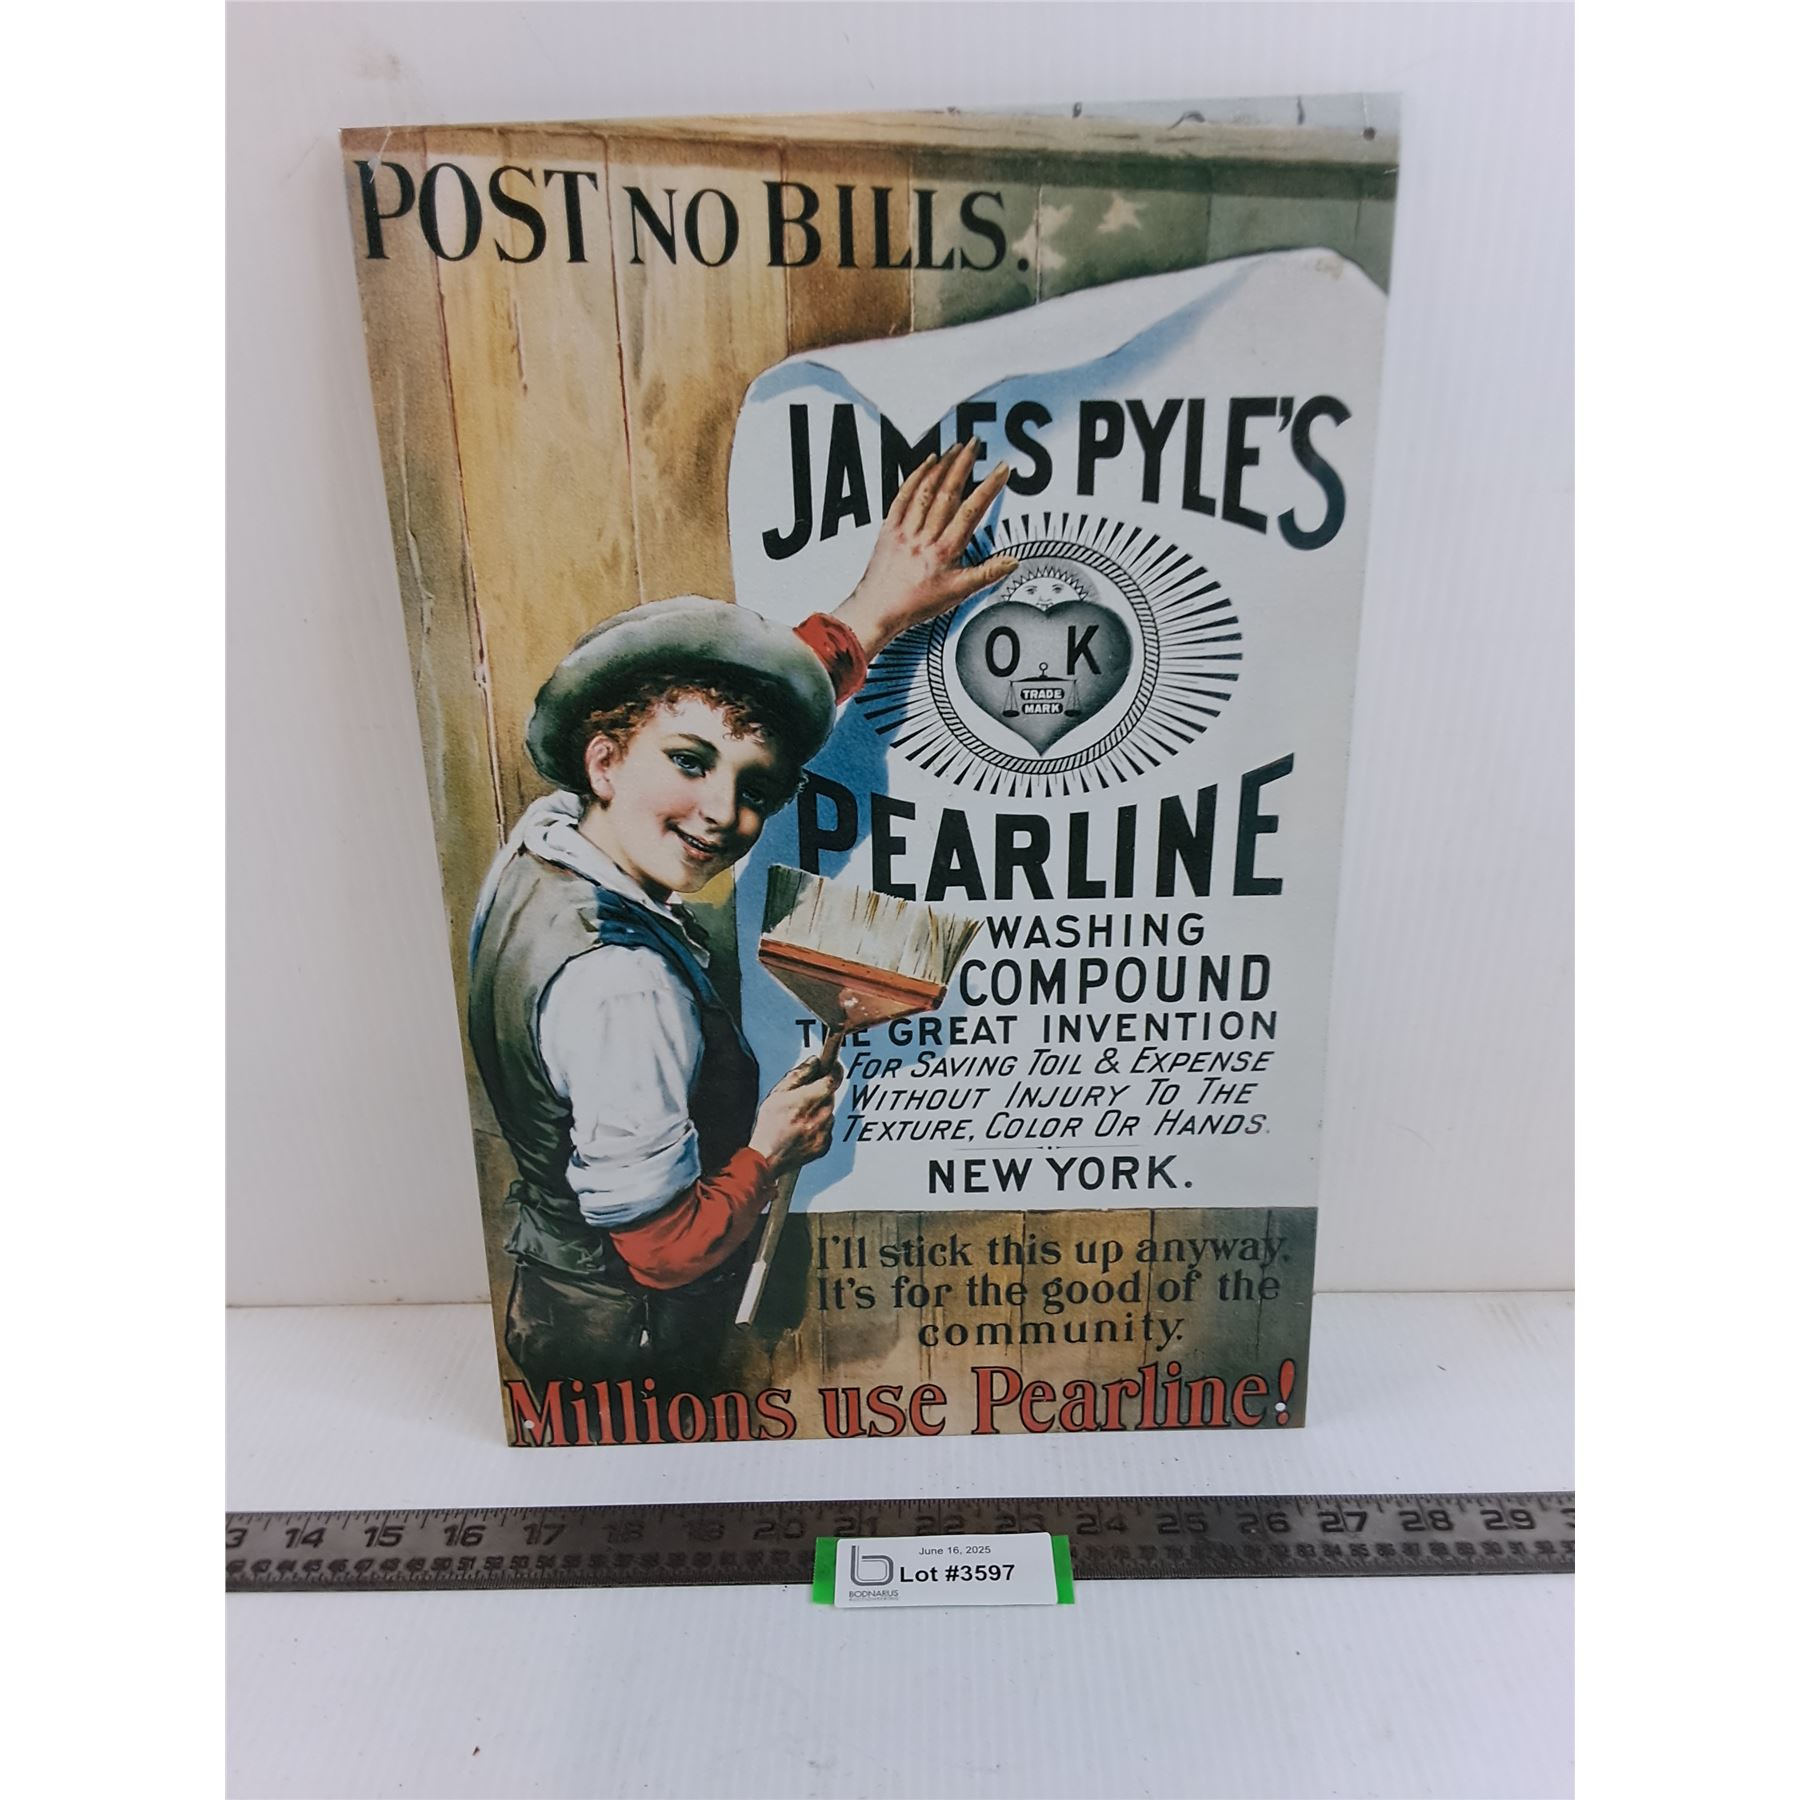 POST NO BILLS.
JAMES PYLE'S
O K
TRADE
MARK
PEARLINE
WASHING
COMPOUND
THE GREAT INVENTION
FOR SAVING TOIL & EXPENSE
WITHOUT INJURY TO THE
TEXTURE, COLOR OR HANDS.
NEW YORK.
I'll stick this up anyway.
It's for the good of the
community.
Millions use Pearline!
3 14 15 16 17 18 19 20 21 22 23 24 25 26 27 28 29
June 16, 2025
Lot #3597
BODNARUS